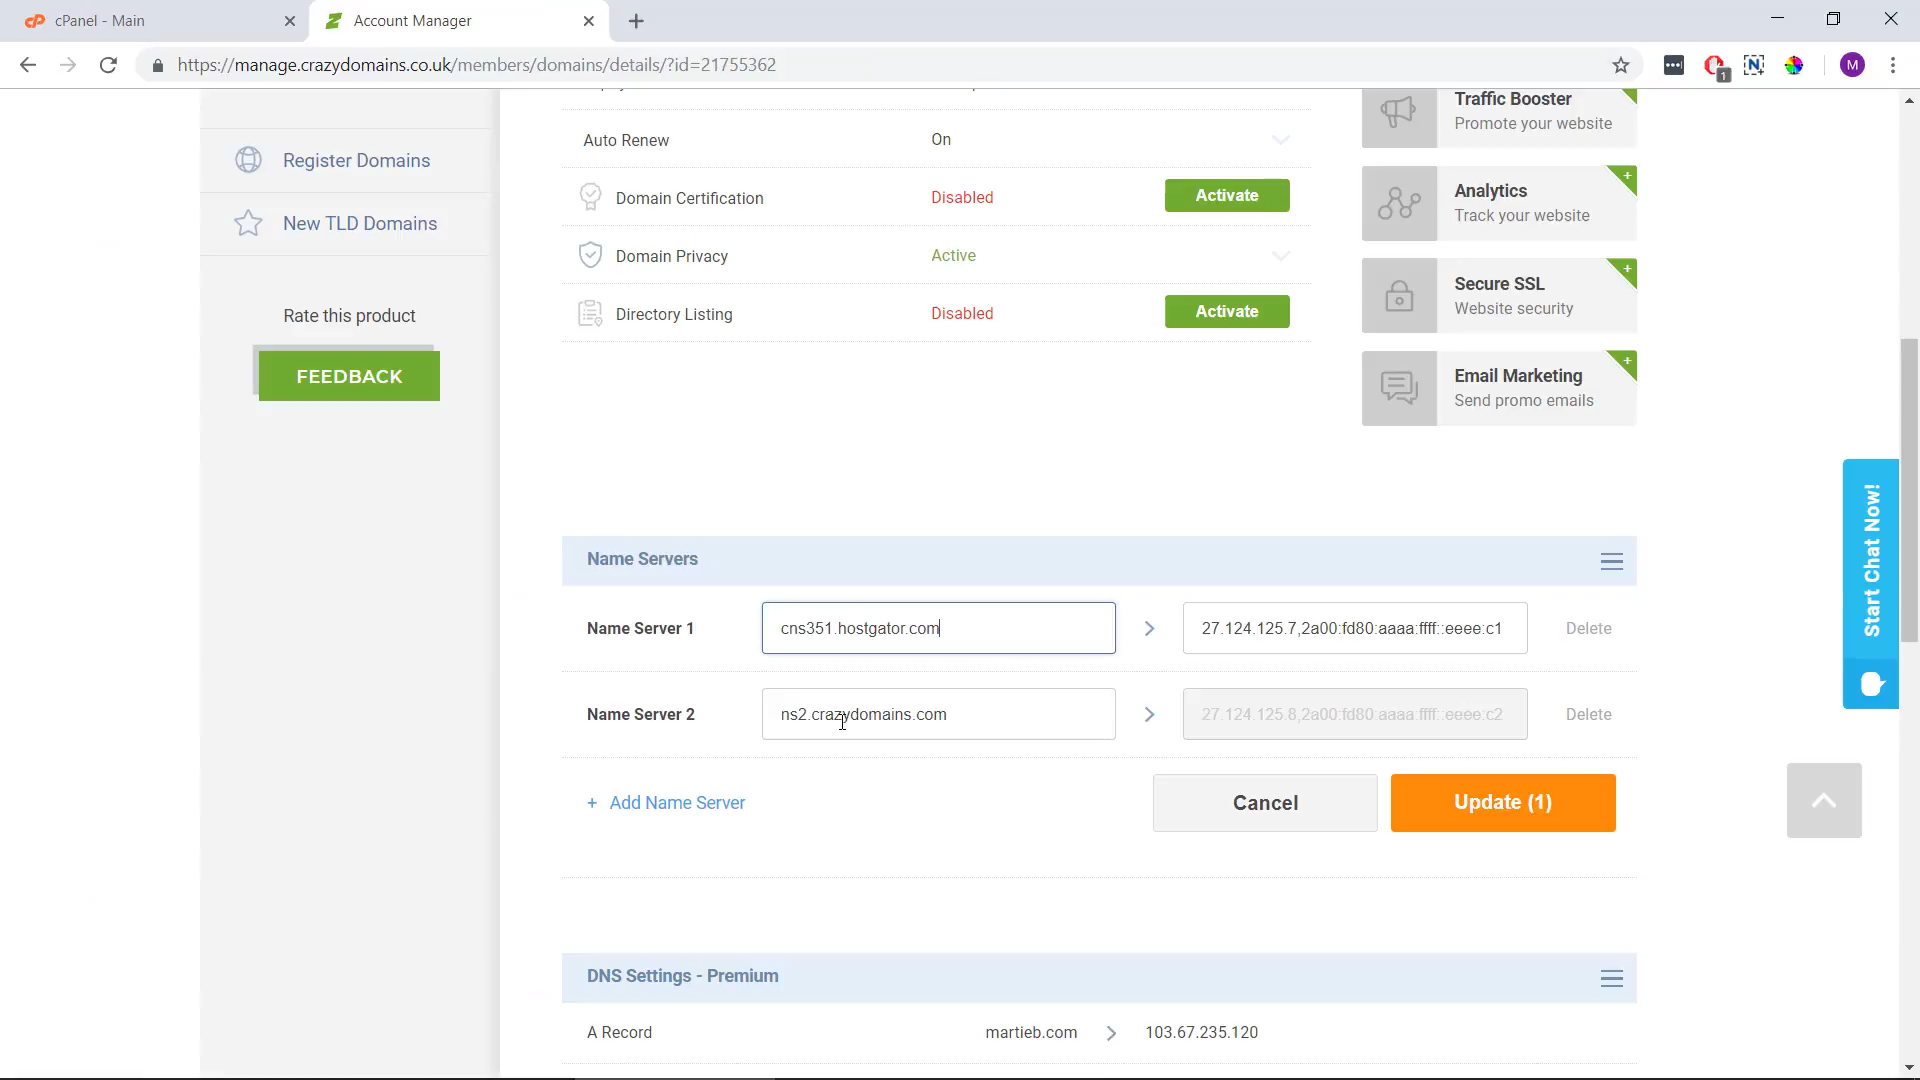 cPanel - Main
Account Manager
https://manage.crazydomains.co.uk/members/domains/details/?id=21755362
1
M
Traffic Booster
Promote your website
Auto Renew
On
Register Domains
Domain Certification
Disabled
Activate
Analytics
Track your website
New TLD Domains
Domain Privacy
Active
Secure SSL
Website security
Rate this product
FEEDBACK
Directory Listing
Disabled
Activate
Email Marketing
Send promo emails
Start Chat Now!
Name Servers
Name Server 1
cns351.hostgator.com
27.124.125.7,2a00:fd80:aaaa:ffff::eeee:c1
Delete
Name Server 2
ns2.crazydomains.com
27.124.125.8,2a00:fd80:aaaa:ffff::eeee:c2
Delete
+ Add Name Server
Cancel
Update (1)
DNS Settings - Premium
A Record
martieb.com
103.67.235.120